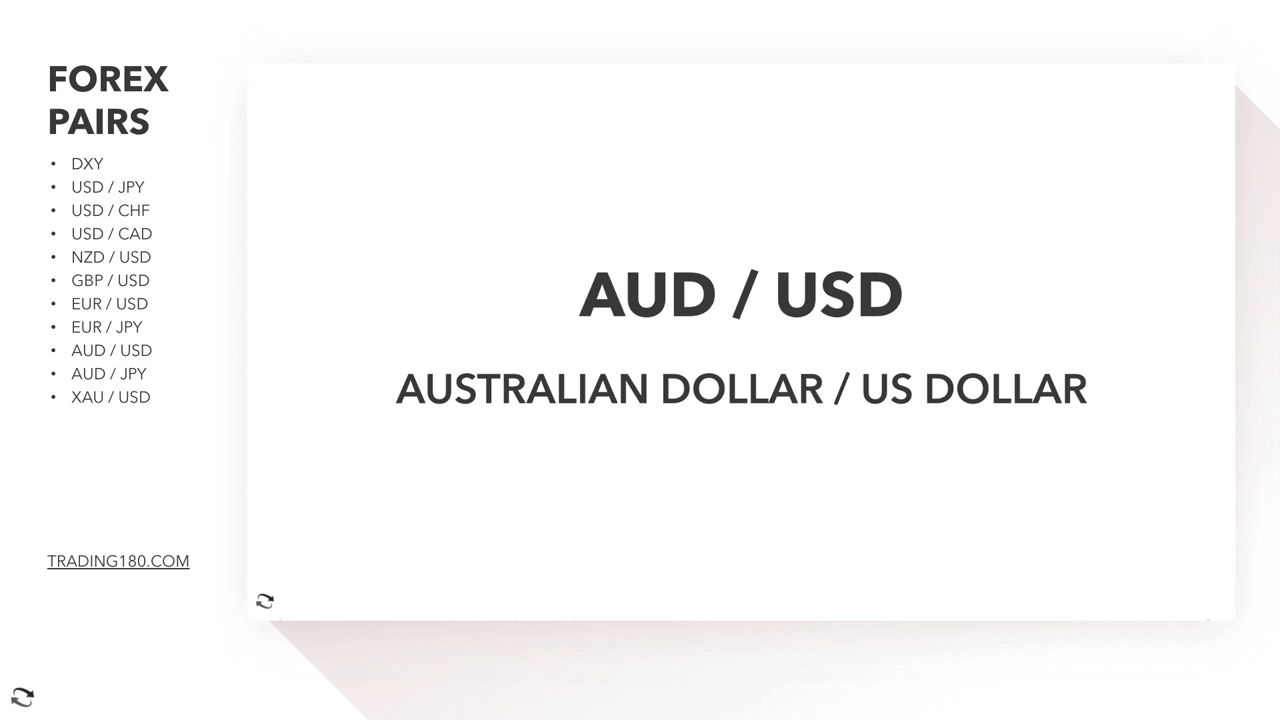 FOREX
PAIRS
• DXY
• USD / JPY
• USD / CHF
• USD / CAD
• NZD / USD
• GBP / USD
• EUR / USD
• EUR / JPY
• AUD / USD
• AUD / JPY
• XAU / USD
TRADING180.COM
AUD / USD
AUSTRALIAN DOLLAR / US DOLLAR